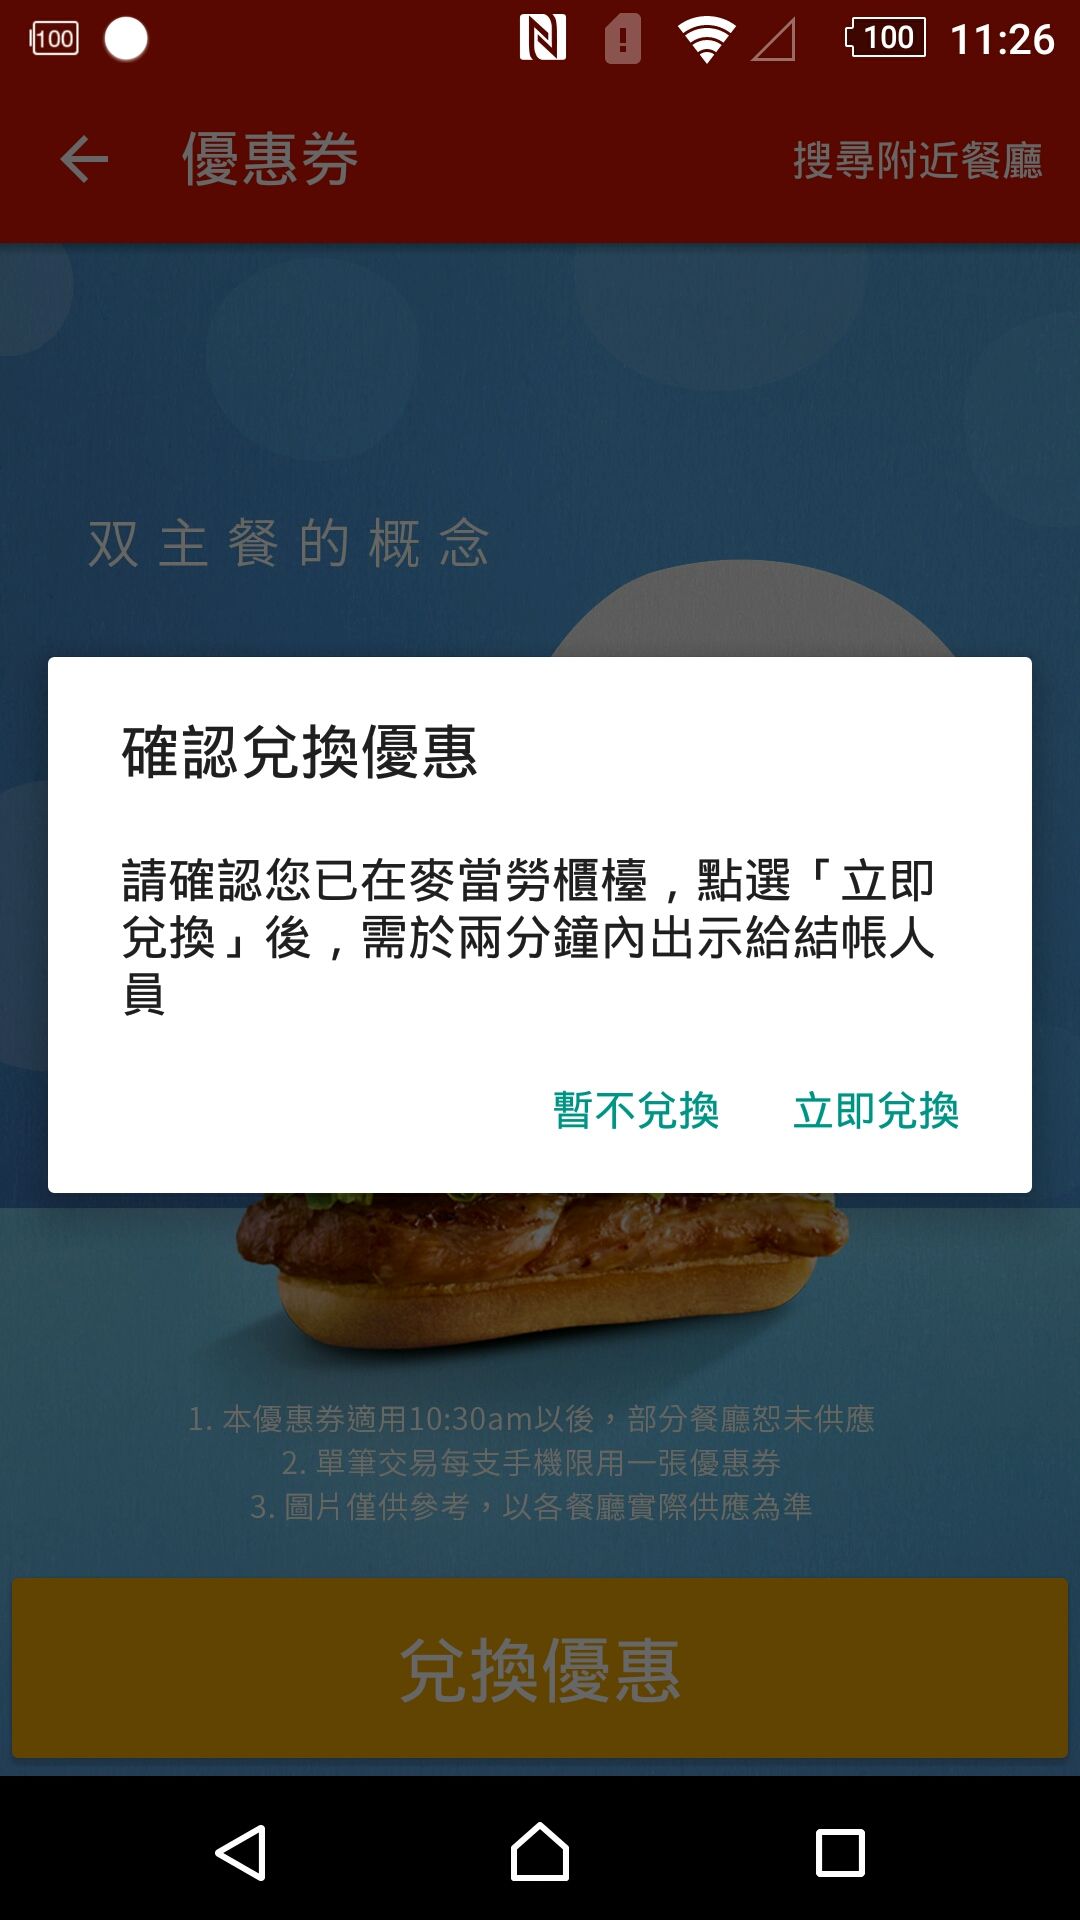 100
100
11:26
優惠券
搜尋附近餐廳
双主餐的概念
確認兌換優惠
請確認您已在麥當勞櫃檯，點選「立即
兌換」後，需於兩分鐘內出示給結帳人
員
暫不兌換
立即兌換
1. 本優惠券適用10:30am以後，部分餐廳恕未供應
2. 單筆交易每支手機限用一張優惠券
3. 圖片僅供參考，以各餐廳實際供應為準
兌換優惠